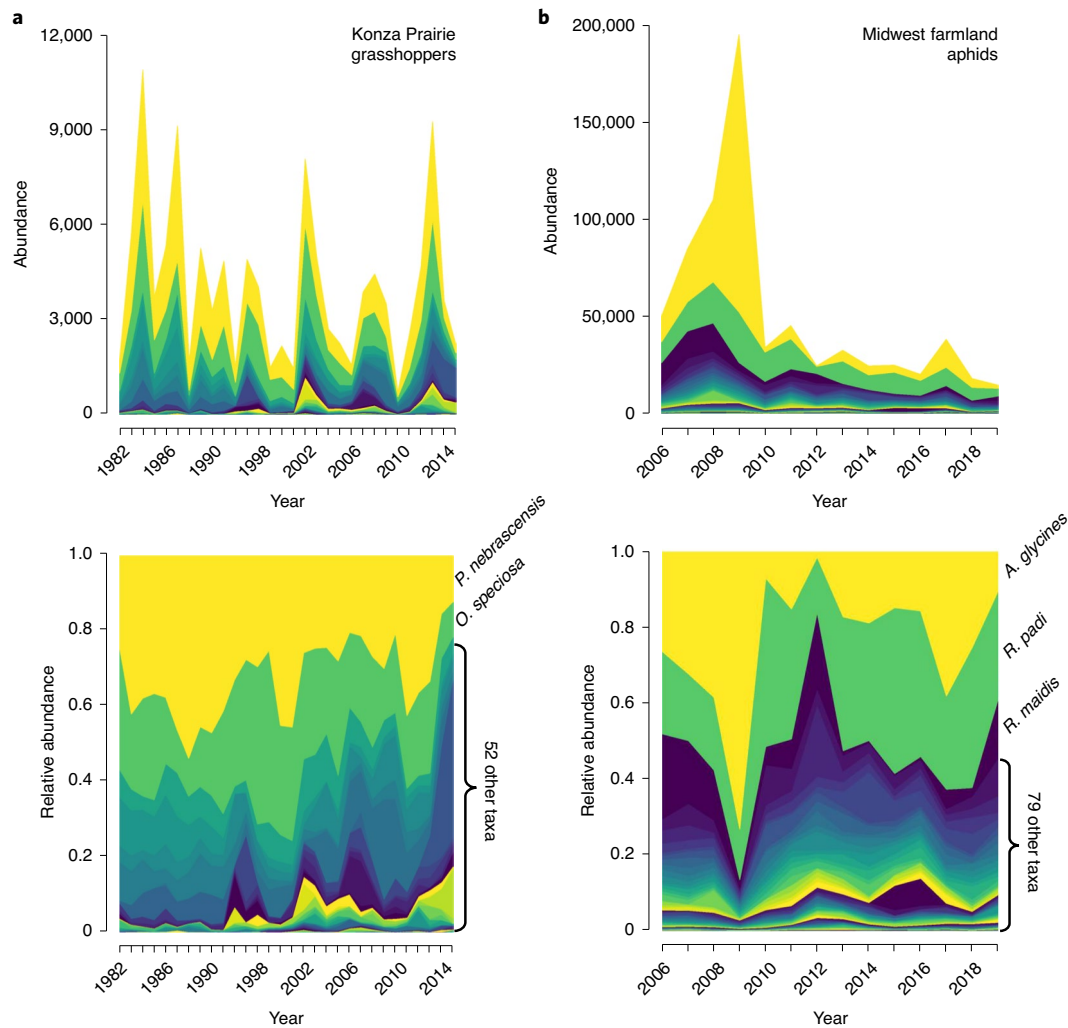 a
Konza Prairie
grasshoppers
12,000
9,000
6,000
3,000
0
Abundance
1982
1986
1990
1994
1998
2002
2006
2010
2014
Year
b
Midwest farmland
aphids
200,000
150,000
100,000
50,000
0
Abundance
2006
2008
2010
2012
2014
2016
2018
Year
1.0
0.8
0.6
0.4
0.2
0
Relative abundance
P. nebrascensis
O. speciosa
52 other taxa
1982
1986
1990
1994
1998
2002
2006
2010
2014
Year
1.0
0.8
0.6
0.4
0.2
0
Relative abundance
A. glycines
R. padi
R. maidis
79 other taxa
2006
2008
2010
2012
2014
2016
2018
Year